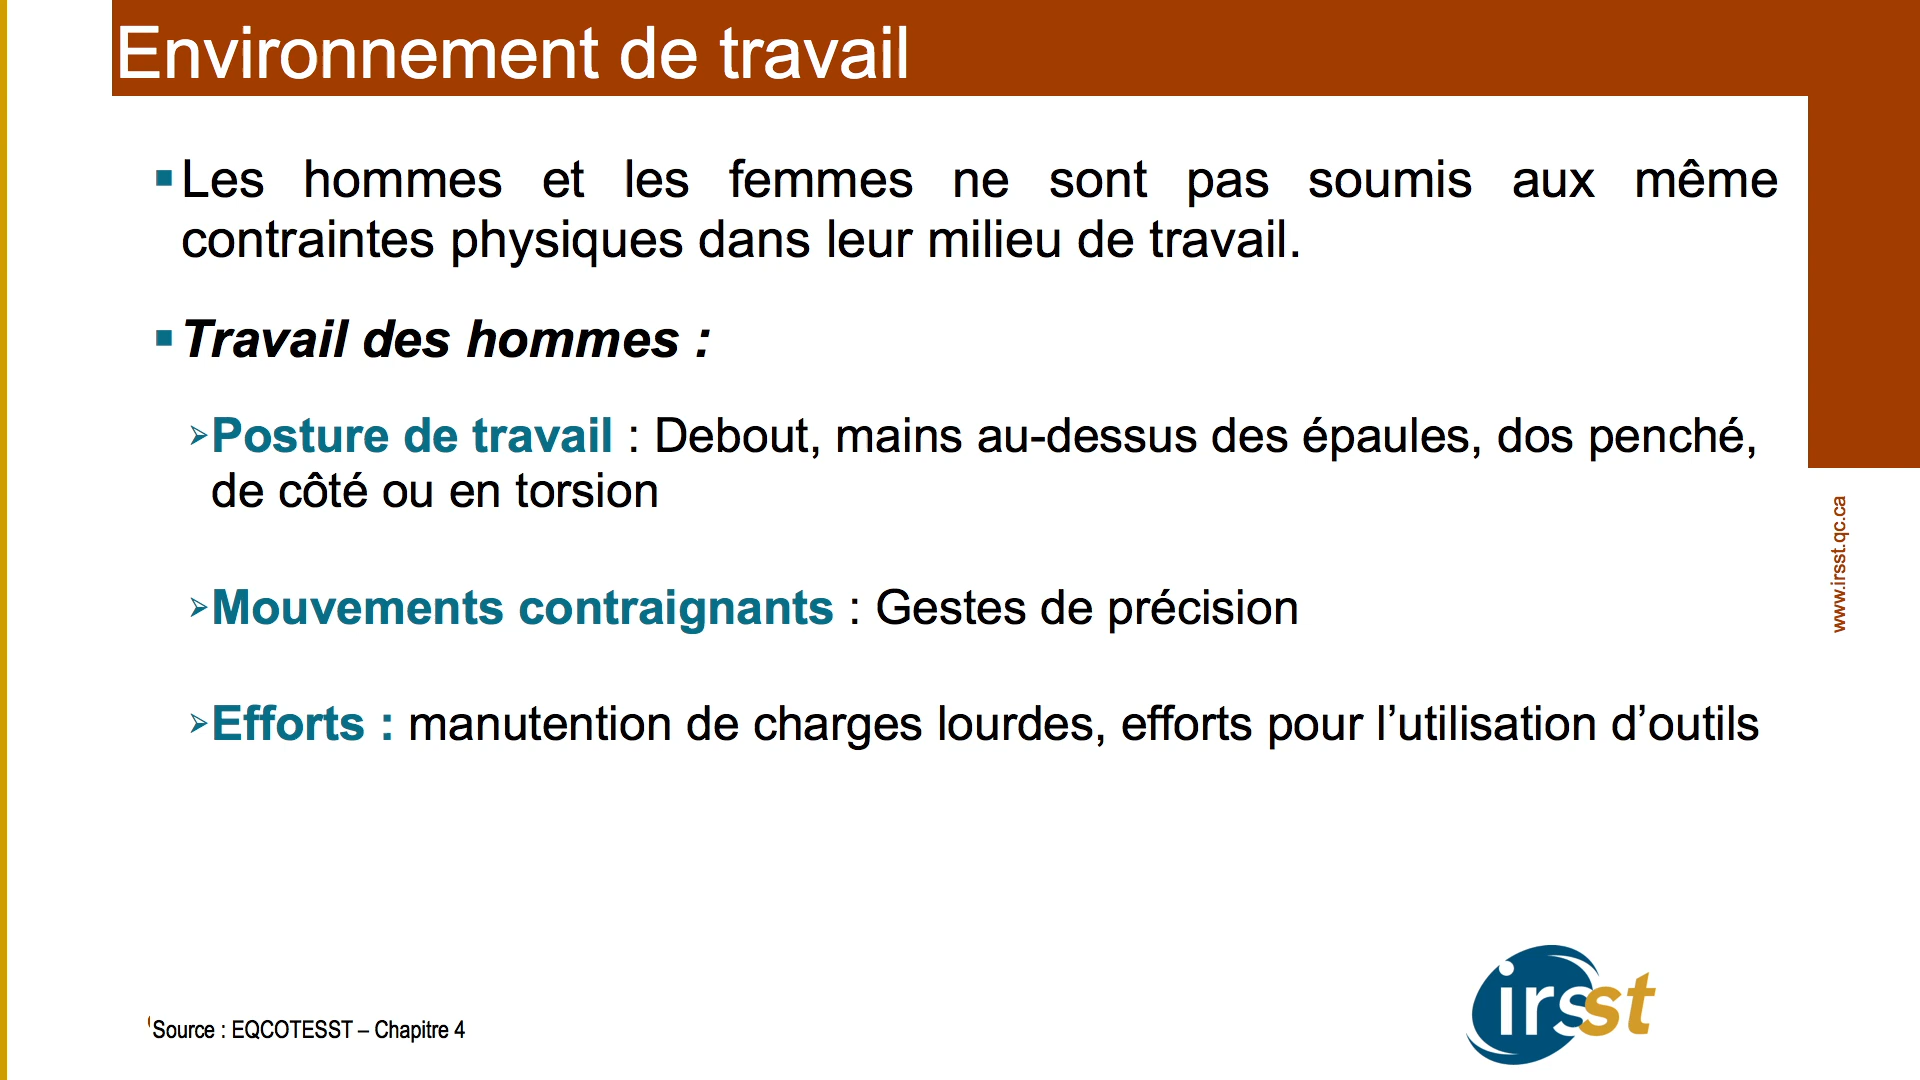 Environnement de travail
Les hommes et les femmes ne sont pas soumis aux même
contraintes physiques dans leur milieu de travail.
Travail des hommes :
Posture de travail : Debout, mains au-dessus des épaules, dos penché,
de côté ou en torsion
Mouvements contraignants : Gestes de précision
Efforts : manutention de charges lourdes, efforts pour l’utilisation d’outils
www.irsst.qc.ca
Source : EQCOTESST – Chapitre 4
irsst